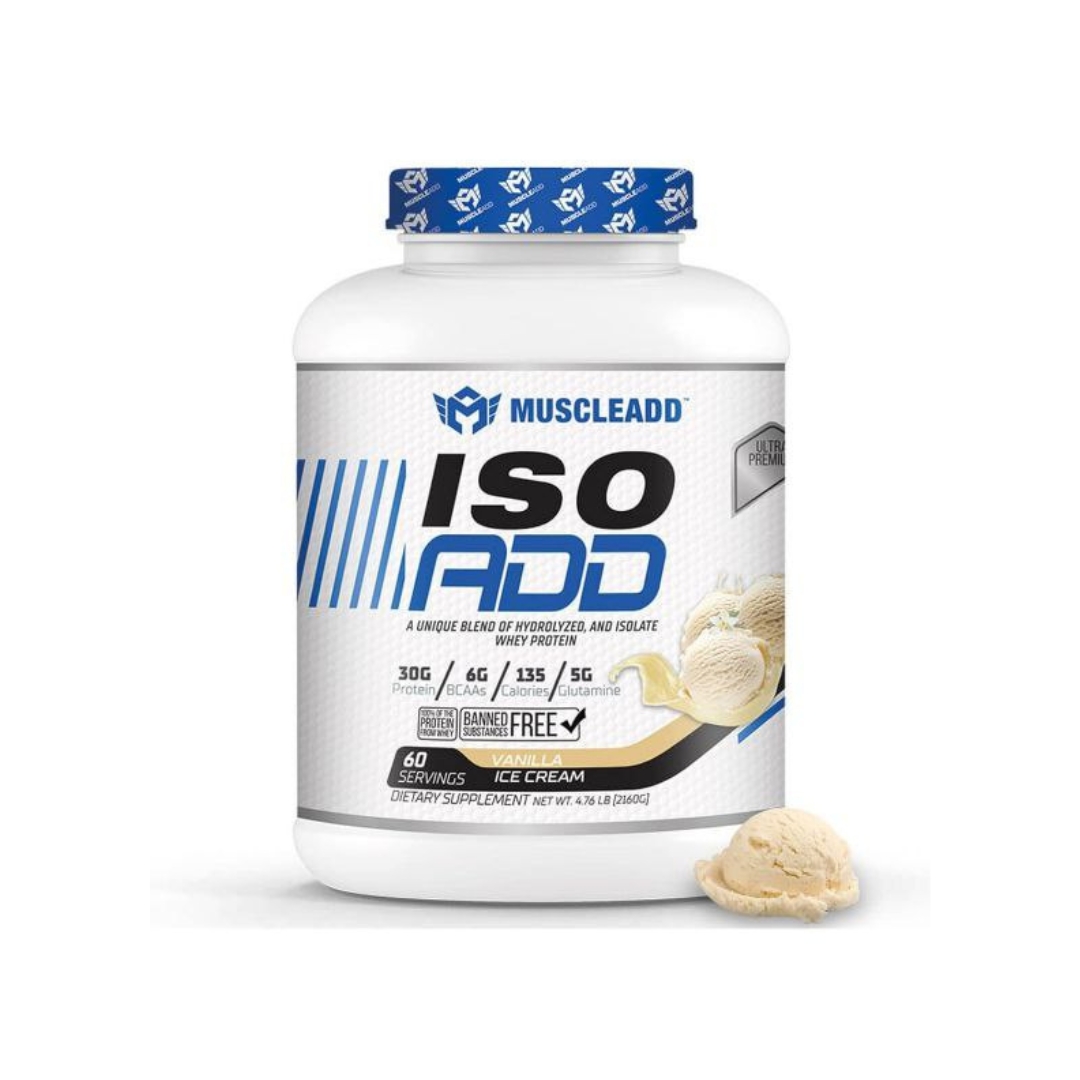 MUSCLEADD™
ULTRA
ISO
ADD
A UNIQUE BLEND OF HYDROLYZED, AND ISOLATE
WHEY PROTEIN
30G / 6G / 135 / 5G
Protein / BCAAs / Calories / Glutamine
100% OF THE
PROTEIN
FROM WHEY
BANNED
SUBSTANCES
FREE
60
SERVINGS
VANILLA
ICE CREAM
DIETARY SUPPLEMENT NET WT. 4.76 LB (2160G)